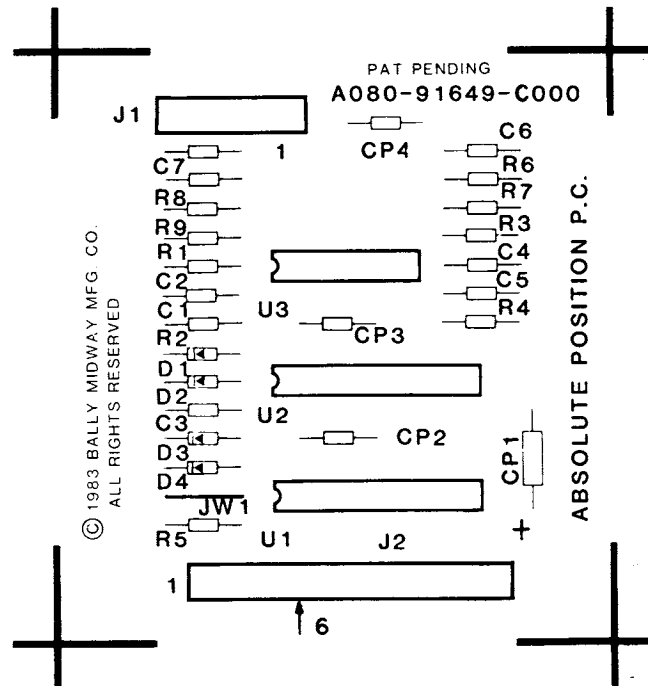 PAT PENDING
A080-91649-C000
J1
1
CP4
C6
C7
R6
R8
R7
R9
R3
R1
C4
C2
C5
C1
U3
R4
R2
CP3
D1
D2
U2
C3
CP2
D3
CP1
D4
JW1
+
R5
U1
J2
1
6
© 1983 BALLY MIDWAY MFG CO.
ALL RIGHTS RESERVED
ABSOLUTE POSITION P.C.